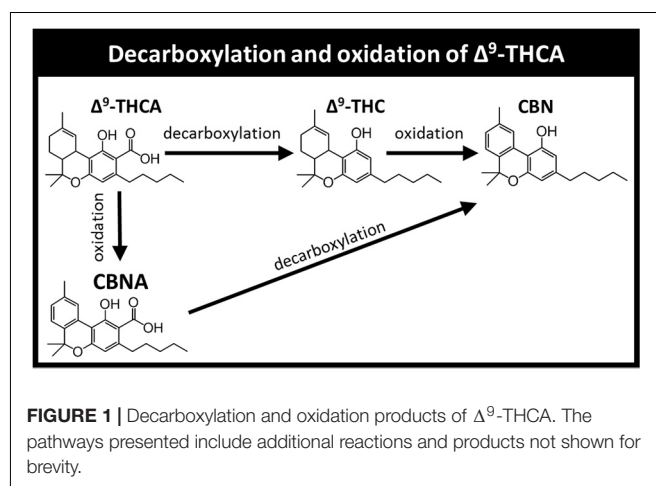 Decarboxylation and oxidation of Δ⁹-THCA
Δ⁹-THCA
Δ⁹-THC
CBN
OH
O
OH
O
decarboxylation
OH
O
oxidation
OH
O
oxidation
decarboxylation
CBNA
OH
O
OH
O
FIGURE 1 | Decarboxylation and oxidation products of Δ⁹-THCA. The
pathways presented include additional reactions and products not shown for
brevity.